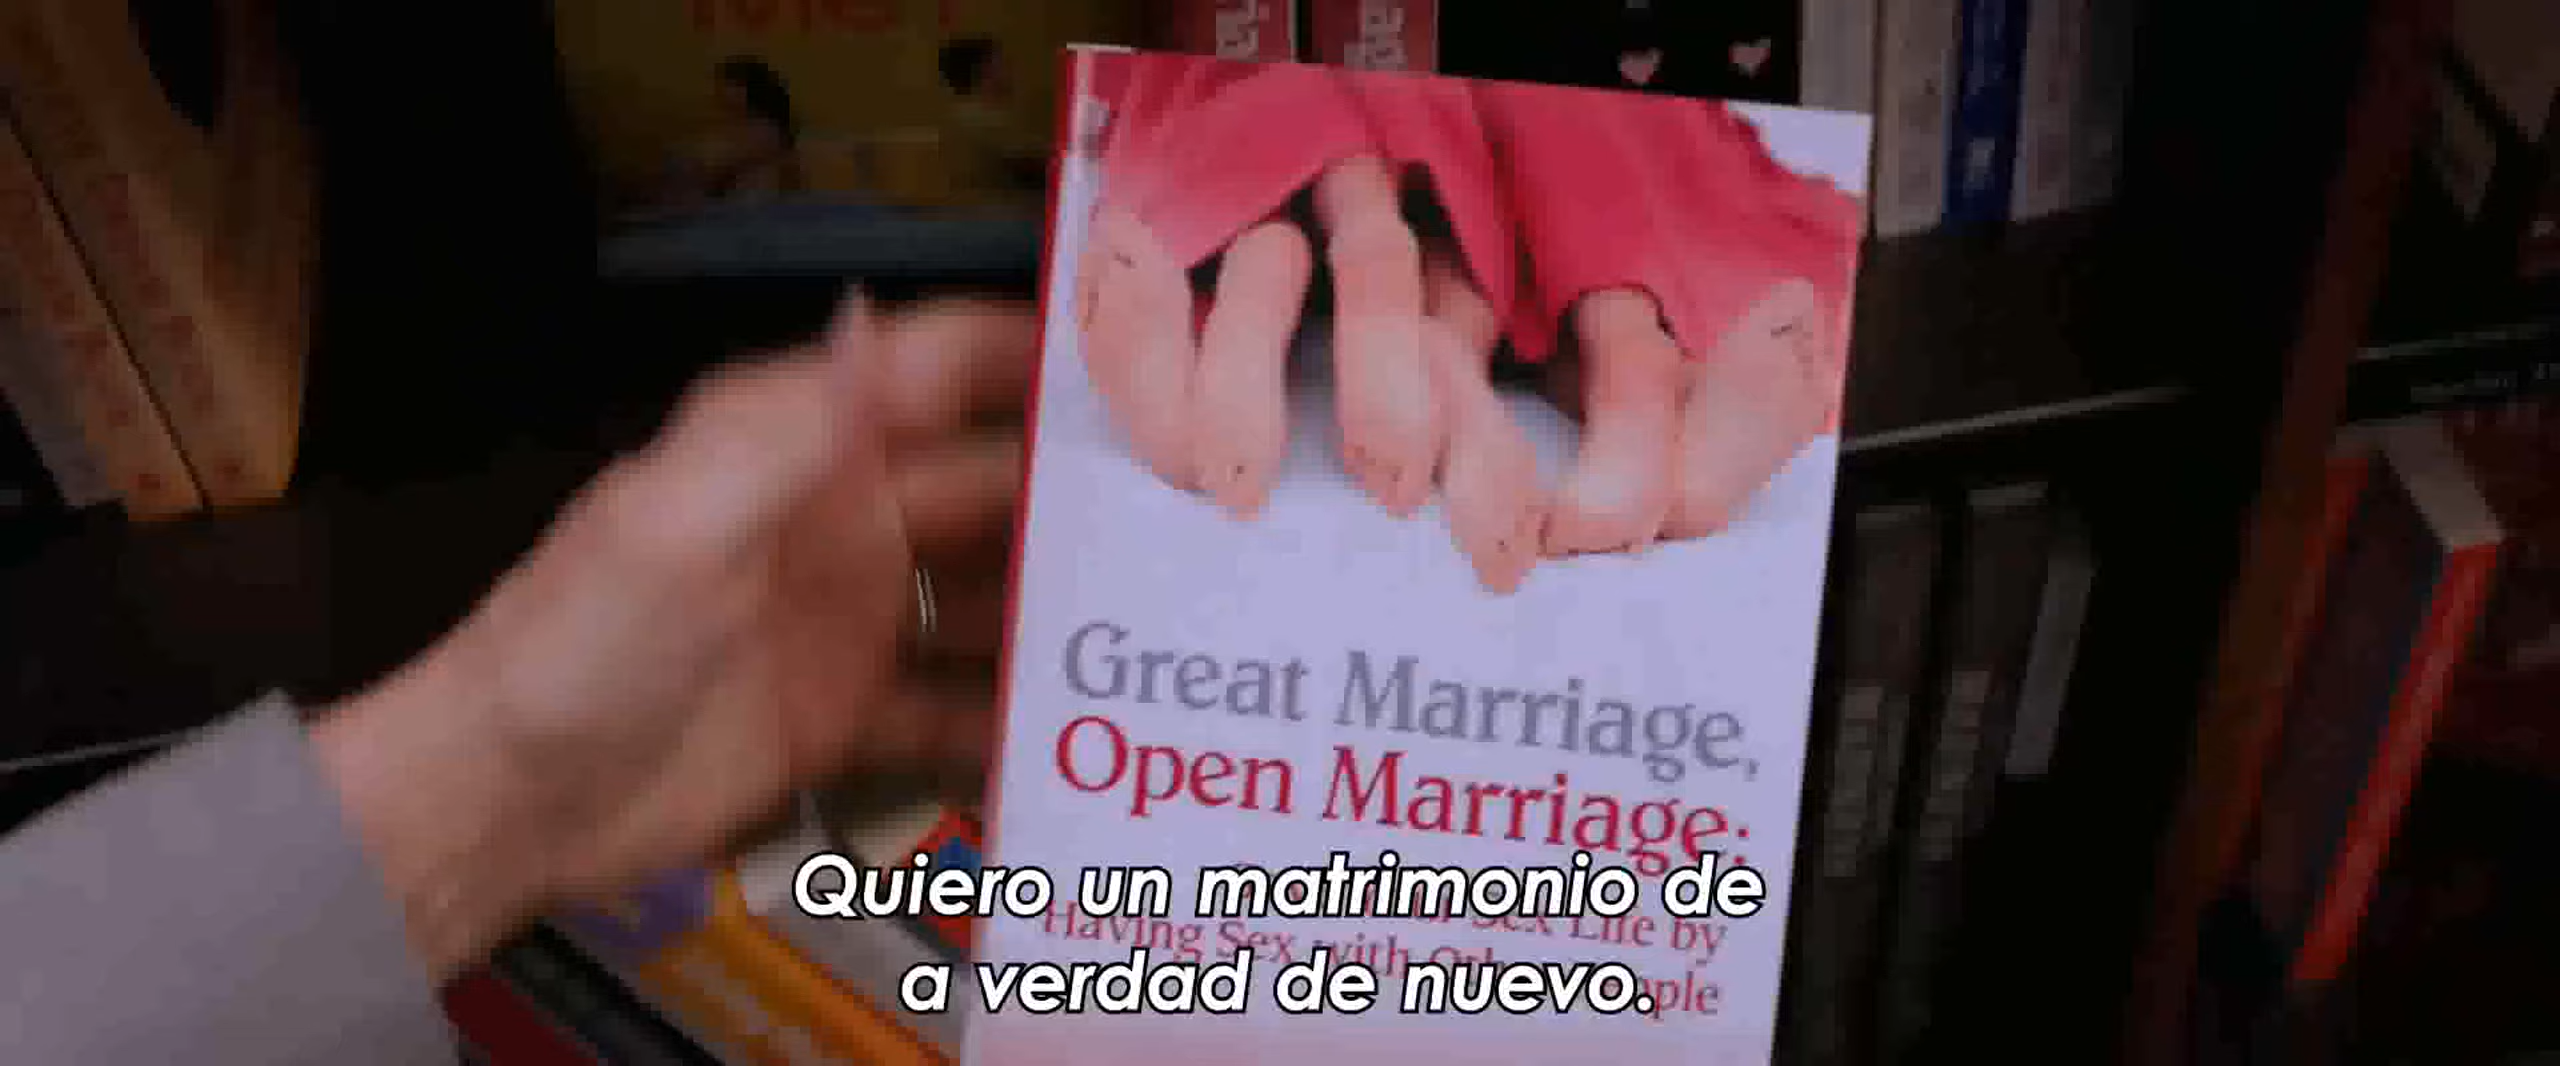 Great Marriage,
Open Marriage:
Sex Life by
Having Sex with
Quiero un matrimonio de
a verdad de nuevo.